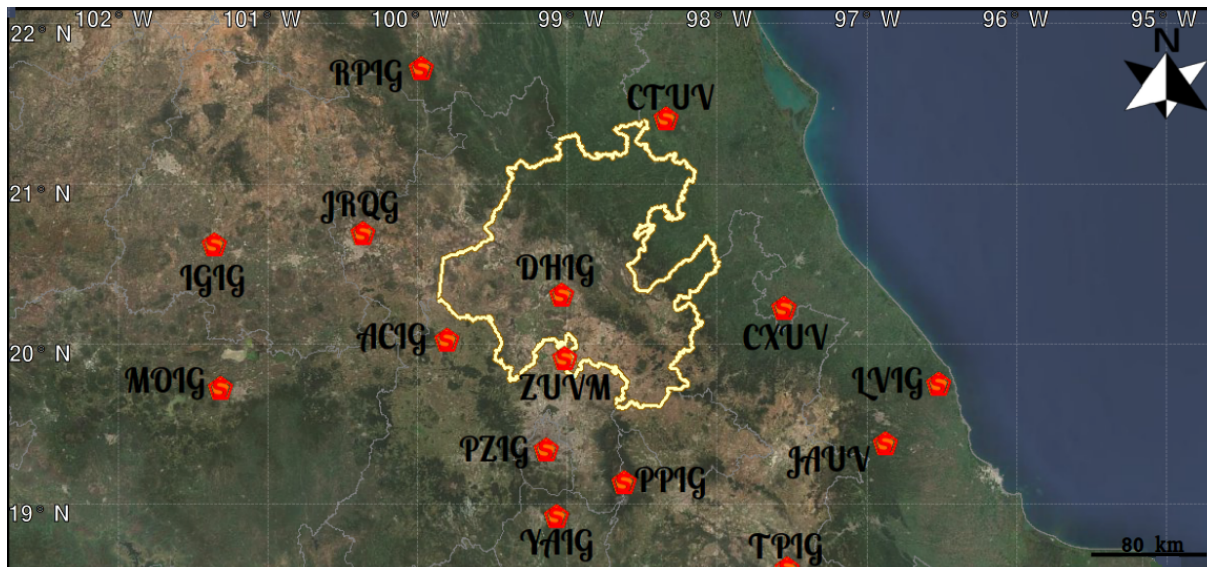 102° W 101° W 100° W 99° W 98° W 97° W 96° W 95° W
22° N
N
RPIG
CTUV
21° N
JRQG
IGIG
DHIG
ACIG
CXUV
20° N
MOIG
ZUVM
LVIG
PZIG
JAUV
PPIG
19° N
YAIG
TPIG
80 km